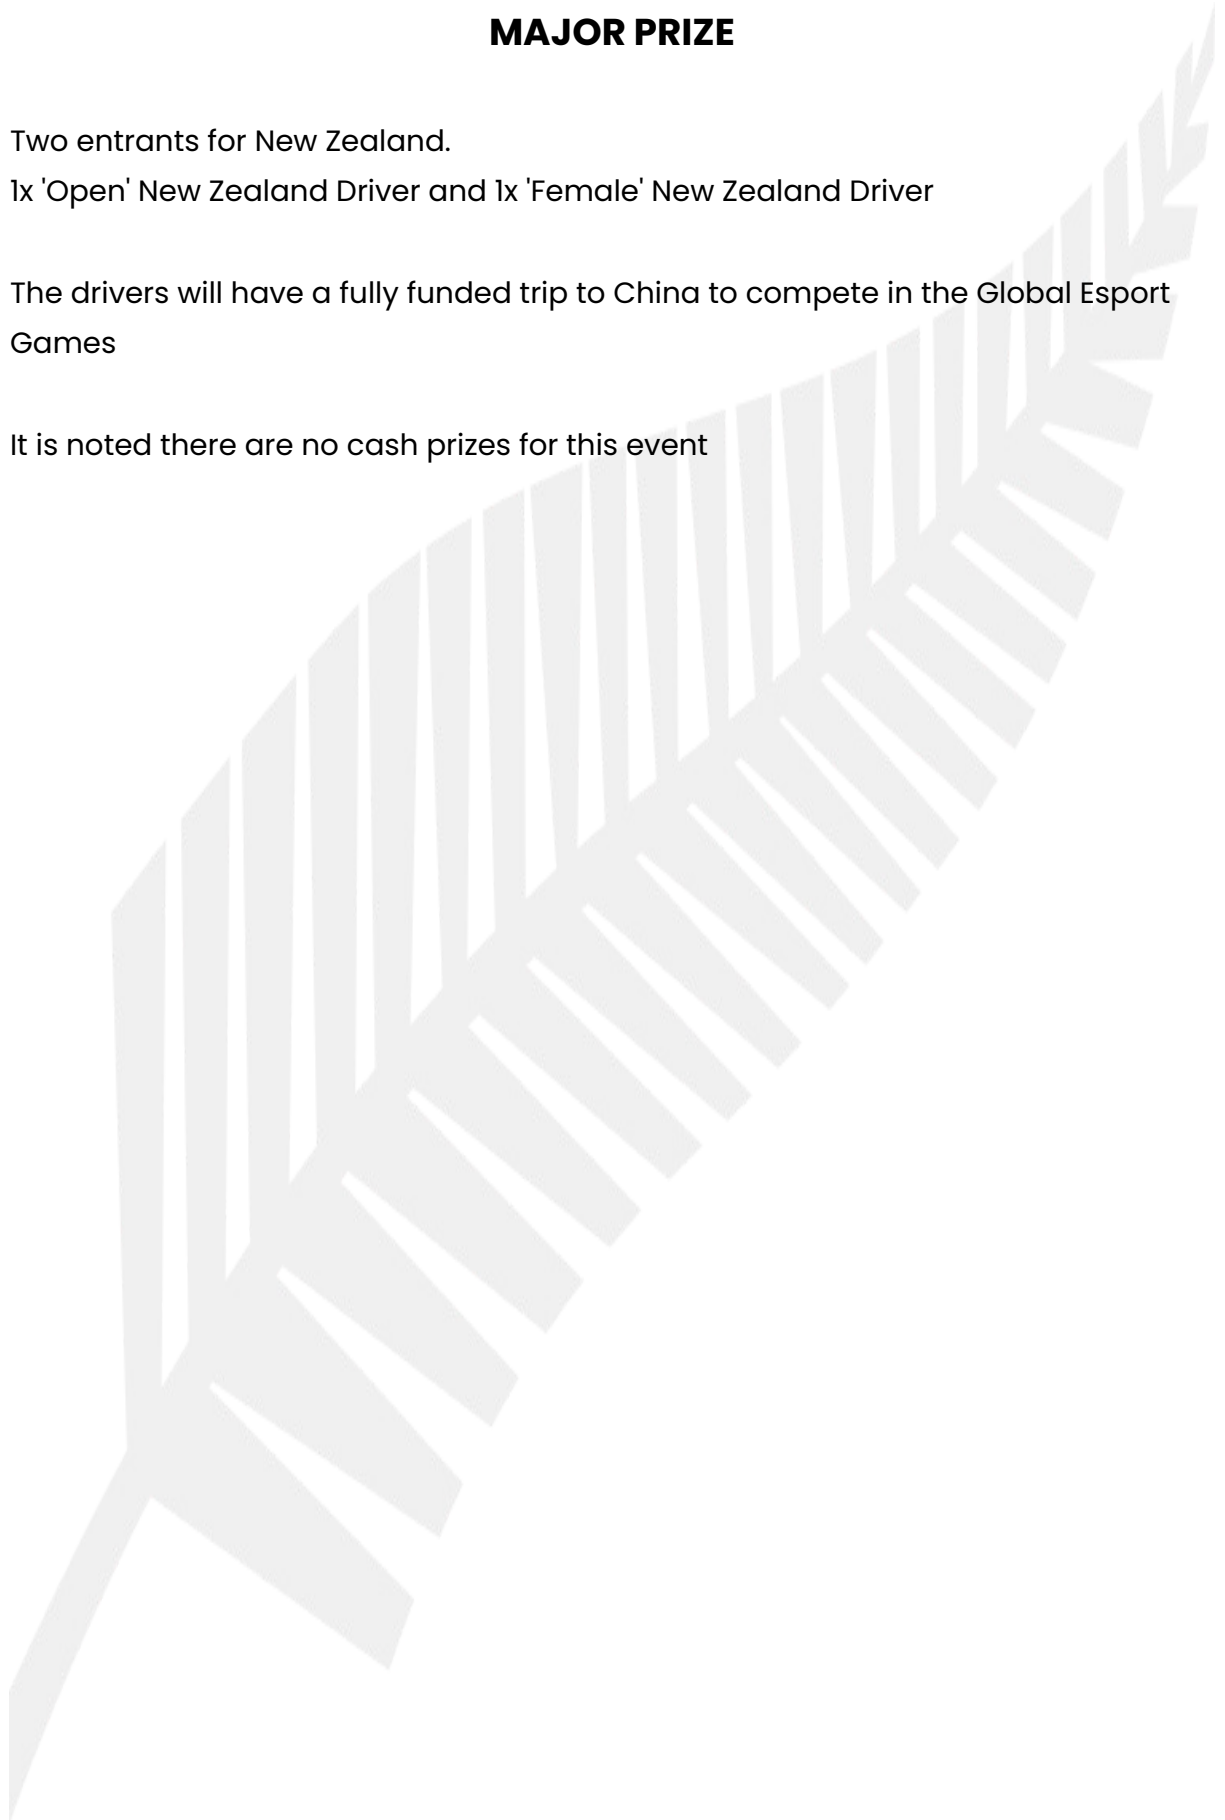 MAJOR PRIZE
Two entrants for New Zealand.
1x 'Open' New Zealand Driver and 1x 'Female' New Zealand Driver
The drivers will have a fully funded trip to China to compete in the Global Esport
Games
It is noted there are no cash prizes for this event